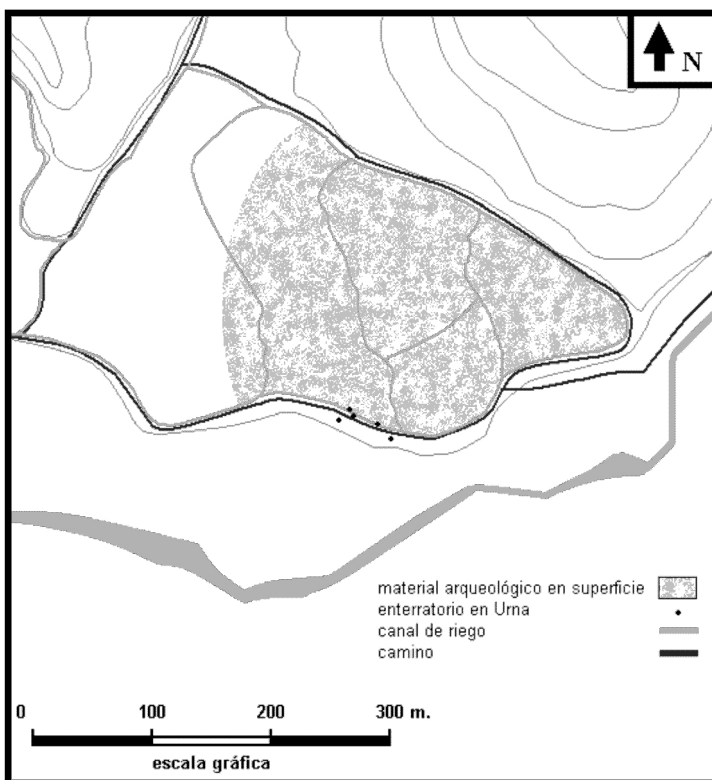 N
material arqueológico en superficie
enterratorio en Urna
canal de riego
camino
0 100 200 300 m.
escala gráfica